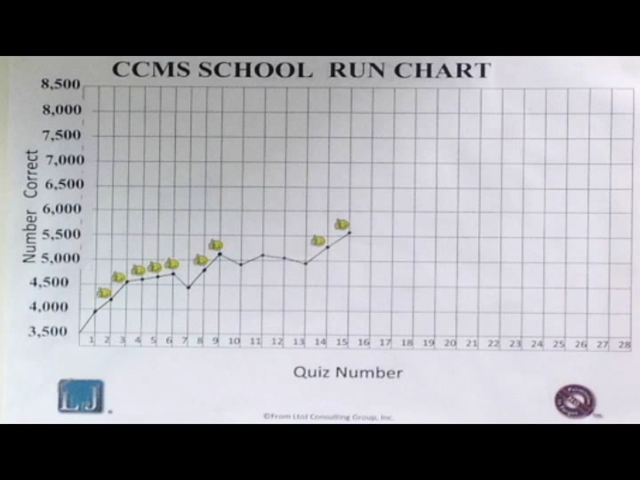 CCMS SCHOOL RUN CHART
Number Correct
8,500
8,000
7,500
7,000
6,500
6,000
5,500
5,000
4,500
4,000
3,500
1 2 3 4 5 6 7 8 9 10 11 12 13 14 15 16 17 18 19 20 21 22 23 24 25 26 27 28
Quiz Number
LtoJ
©From LtoJ Consulting Group, Inc.